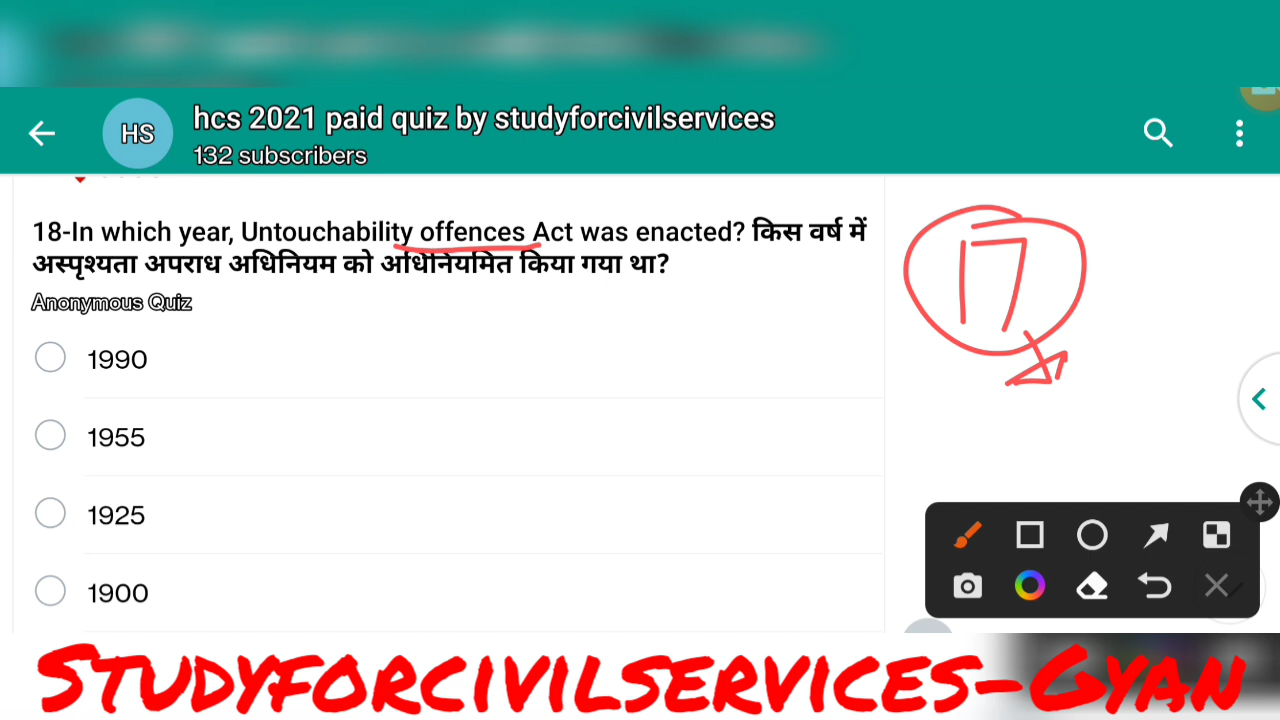 hcs 2021 paid quiz by studyforcivilservices
HS
132 subscribers
18-In which year, Untouchability offences Act was enacted? किस वर्ष में
अस्पृश्यता अपराध अधिनियम को अधिनियमित किया गया था?
Anonymous Quiz
17
1990
1955
1925
1900
STUDYFORCIVILSERVICES-GYAN